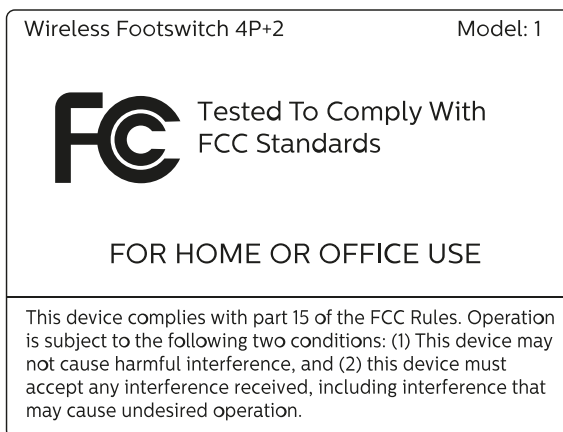 Wireless Footswitch 4P+2 Model: 1
FC Tested To Comply With
FCC Standards
FOR HOME OR OFFICE USE
This device complies with part 15 of the FCC Rules. Operation
is subject to the following two conditions: (1) This device may
not cause harmful interference, and (2) this device must
accept any interference received, including interference that
may cause undesired operation.